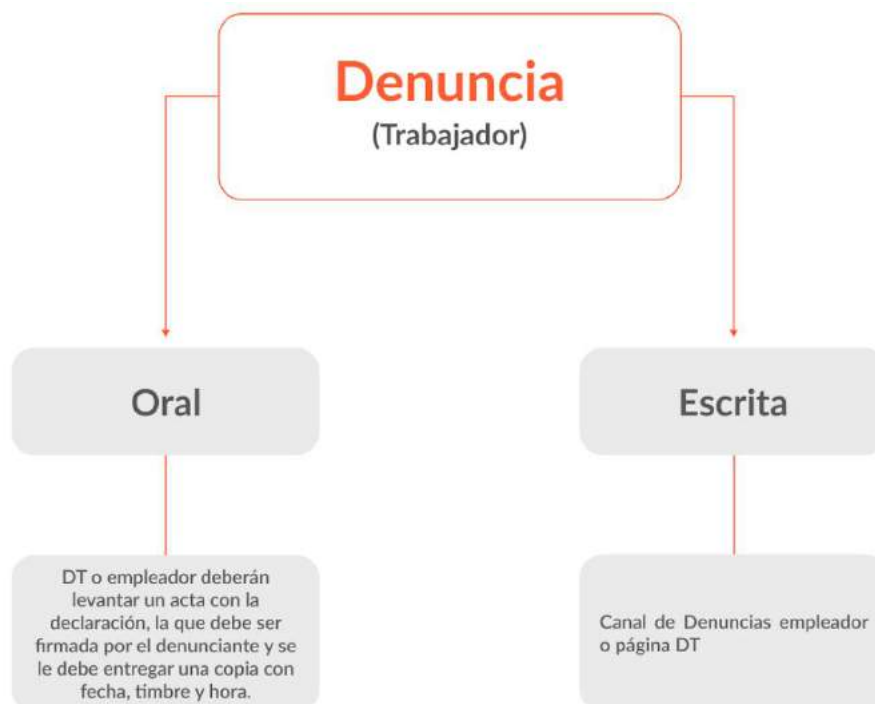 Denuncia
(Trabajador)
Oral
Escrita
DT o empleador deberán
levantar un acta con la
declaración, la que debe ser
firmada por el denunciante y se
le debe entregar una copia con
fecha, timbre y hora.
Canal de Denuncias empleador
o página DT